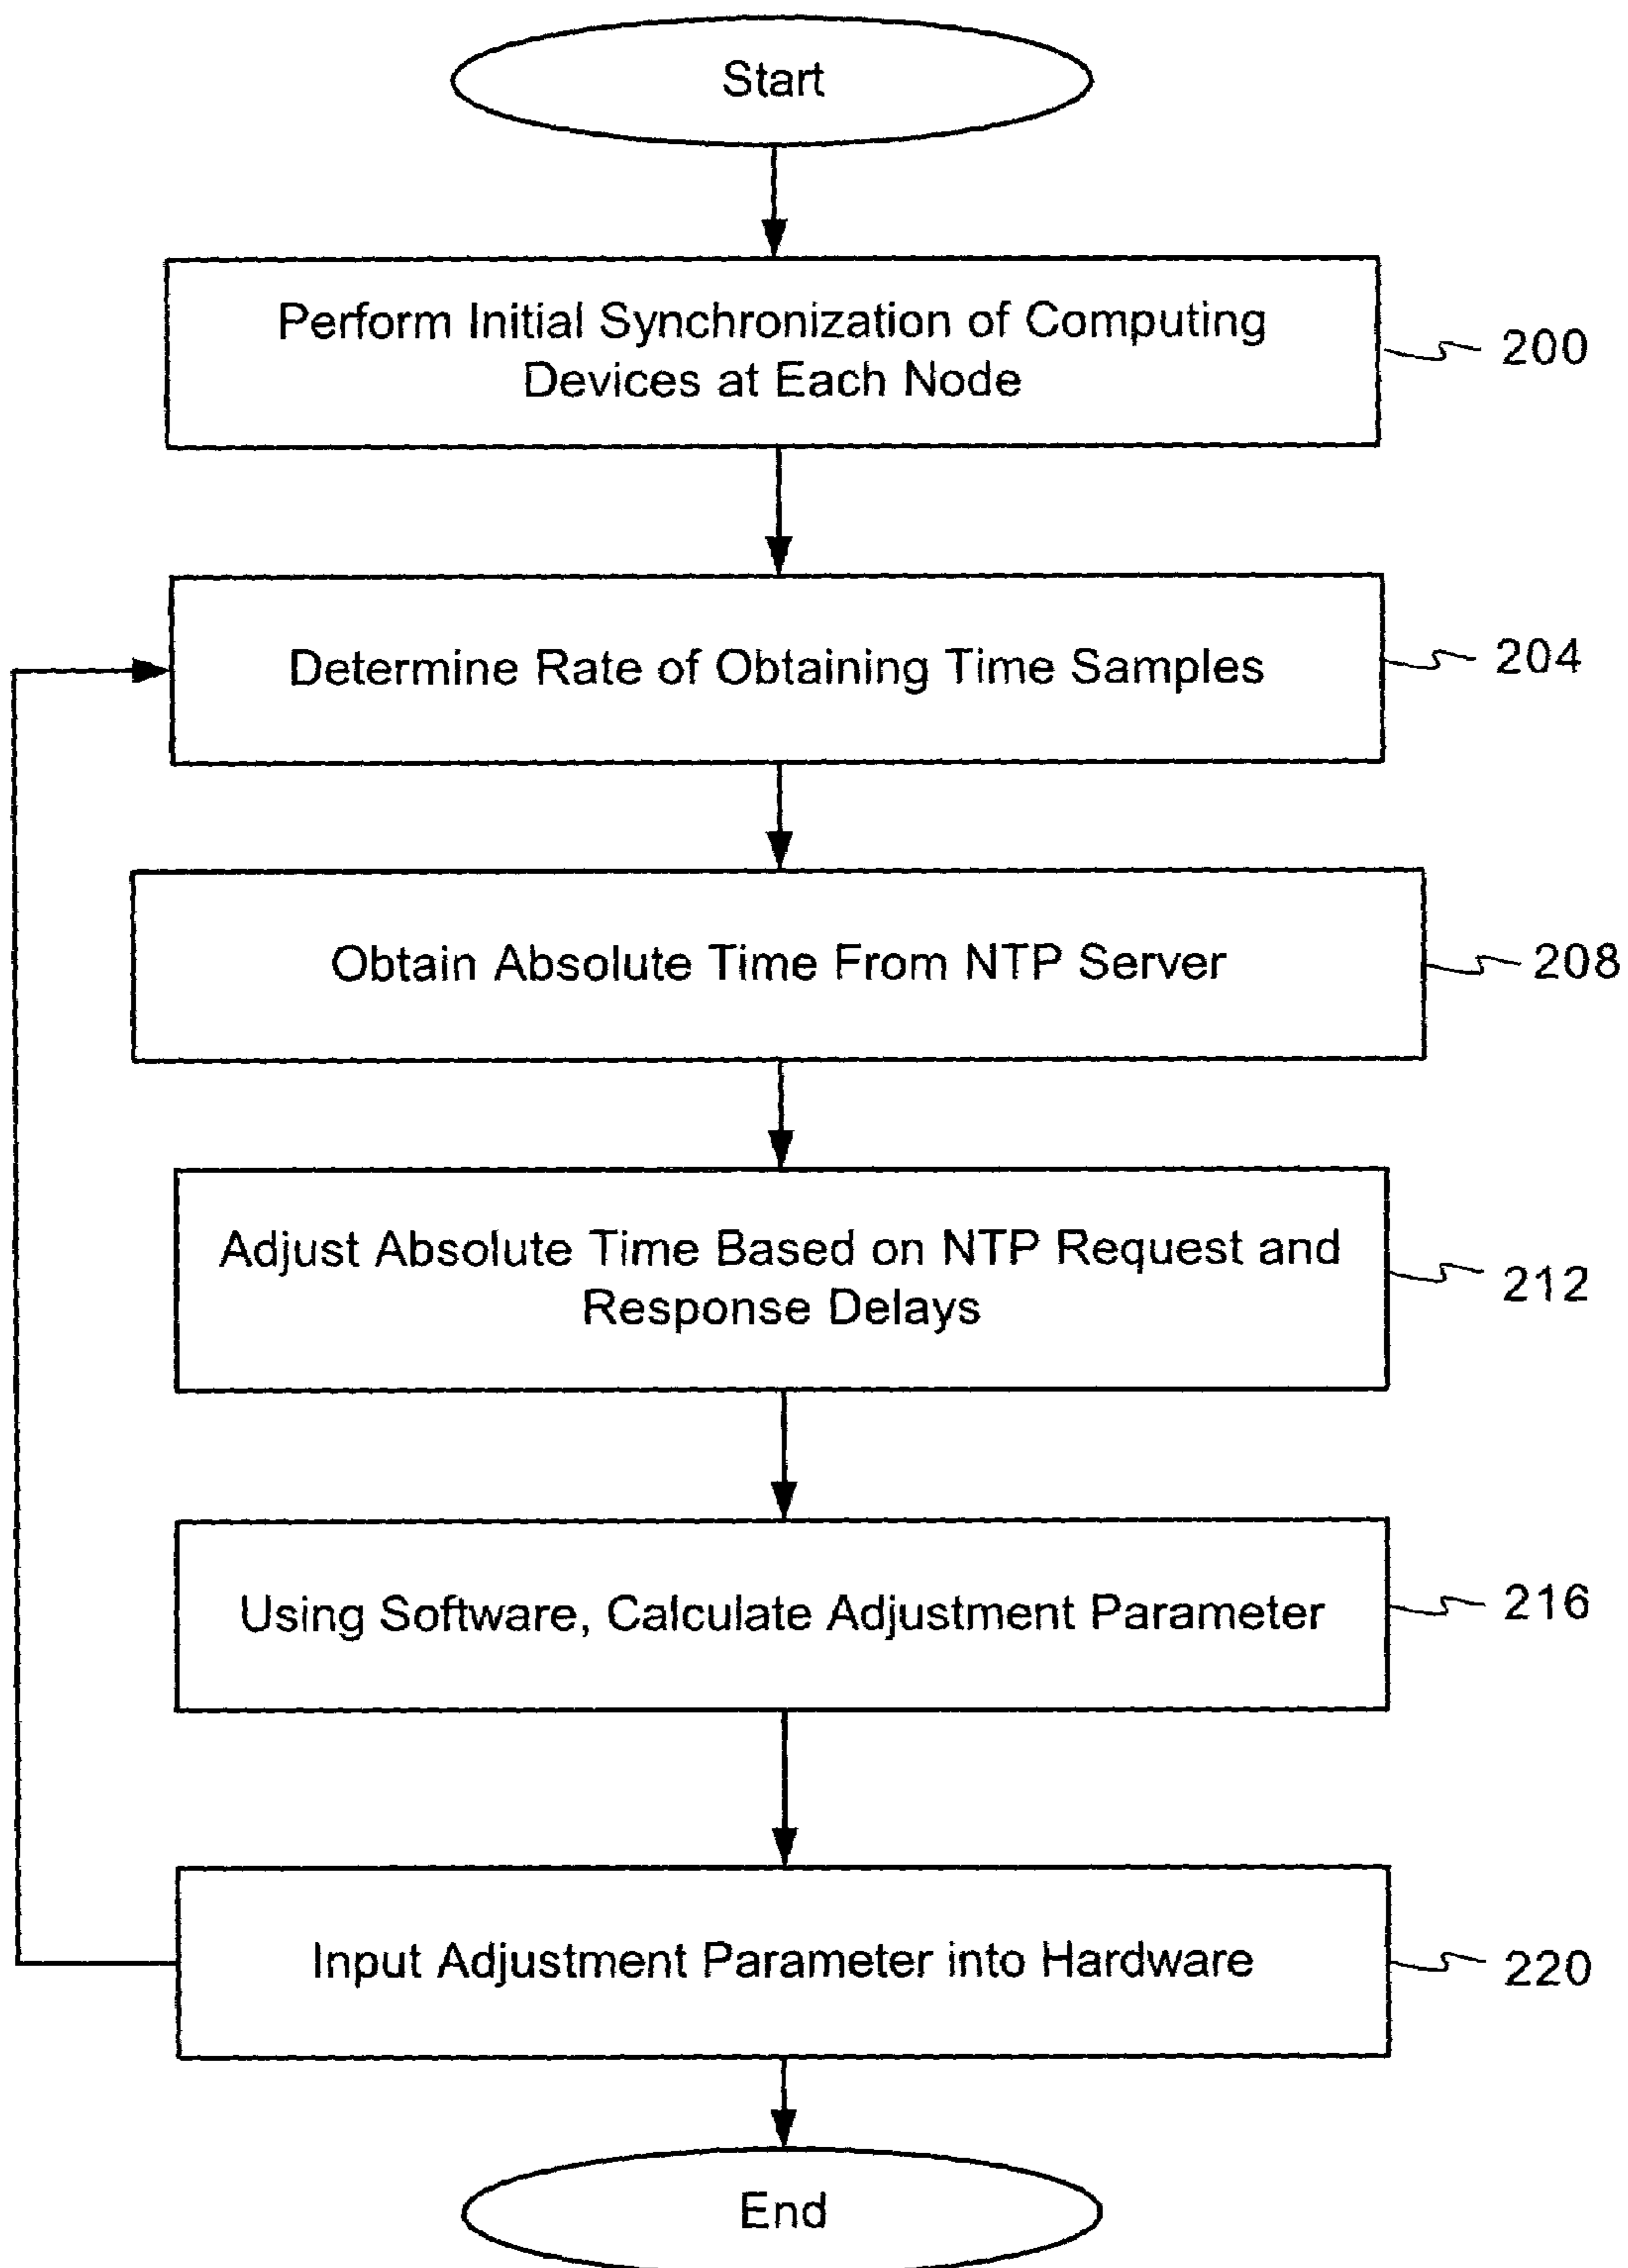 Start
Perform Initial Synchronization of Computing
Devices at Each Node
200
Determine Rate of Obtaining Time Samples
204
Obtain Absolute Time From NTP Server
208
Adjust Absolute Time Based on NTP Request and
Response Delays
212
Using Software, Calculate Adjustment Parameter
216
Input Adjustment Parameter into Hardware
220
End